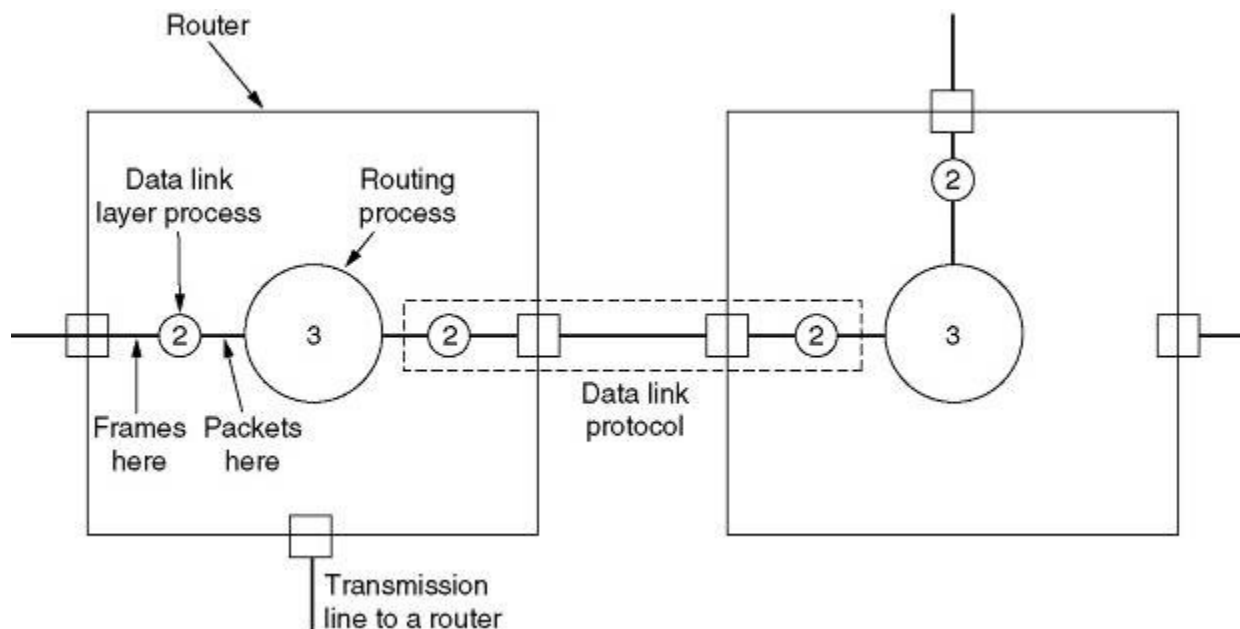 Router
Data link
layer process
Routing
process
2
2
3
2
2
3
Frames
here
Packets
here
Data link
protocol
Transmission
line to a router